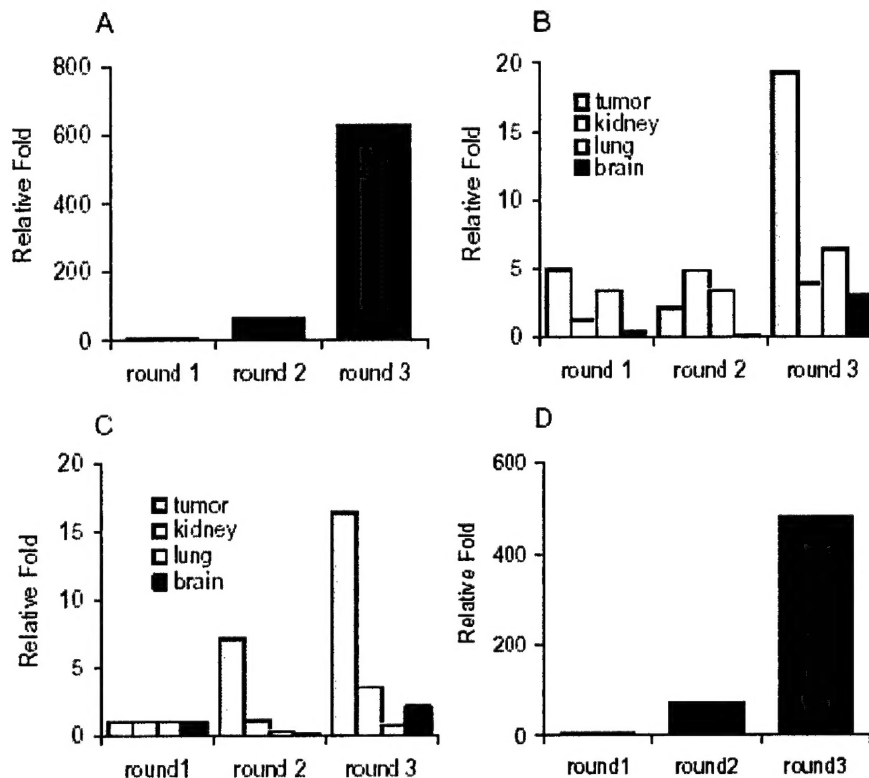 A
Relative Fold
800
600
400
200
0
round 1 round 2 round 3
B
Relative Fold
20
15
10
5
0
tumor
kidney
lung
brain
round 1 round 2 round 3
C
Relative Fold
20
15
10
5
0
tumor
kidney
lung
brain
round1 round 2 round 3
D
Relative Fold
600
400
200
0
round1 round2 round3